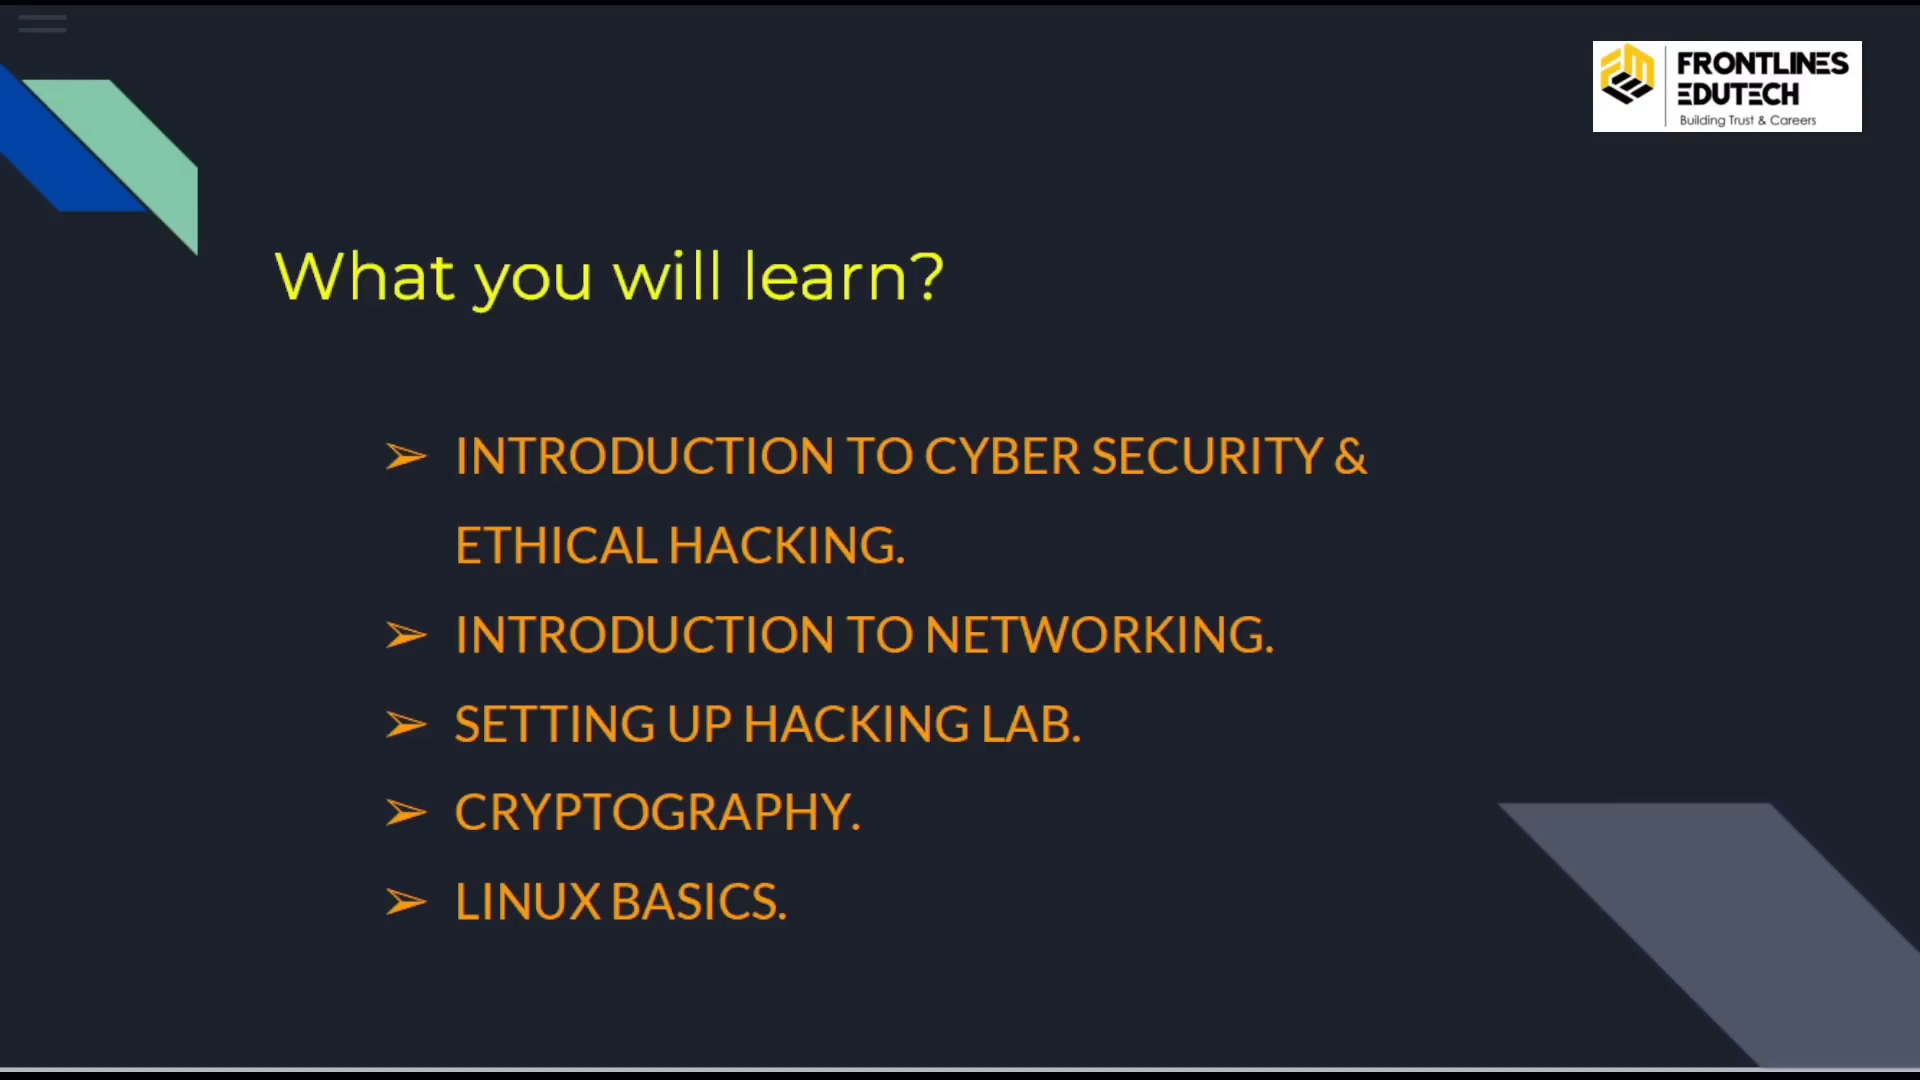 FRONTLINES
EDUTECH
Building Trust & Careers
What you will learn?
➢ INTRODUCTION TO CYBER SECURITY &
ETHICAL HACKING.
➢ INTRODUCTION TO NETWORKING.
➢ SETTING UP HACKING LAB.
➢ CRYPTOGRAPHY.
➢ LINUX BASICS.